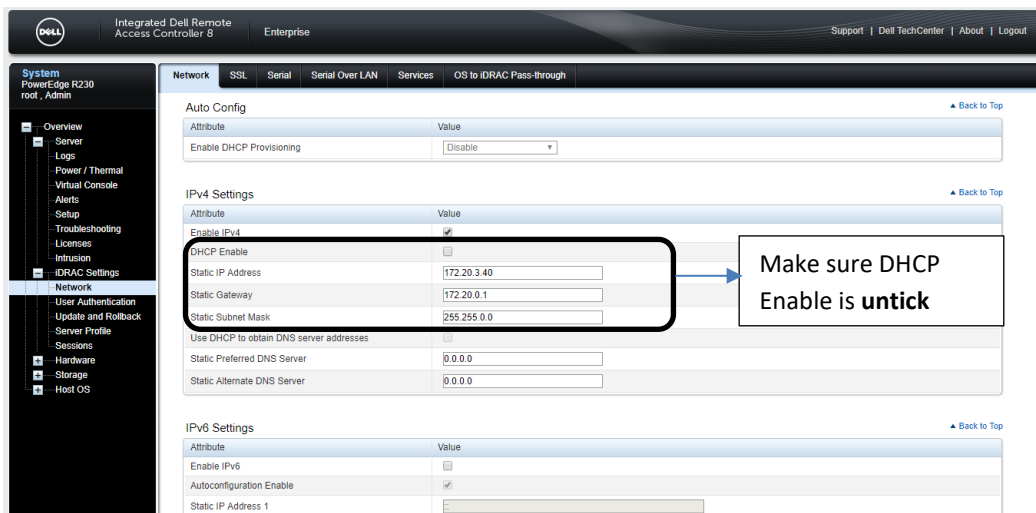 DELL
Integrated Dell Remote
Access Controller 8
Enterprise
Support | Dell TechCenter | About | Logout
System
PowerEdge R230
root , Admin
Overview
Server
Logs
Power / Thermal
Virtual Console
Alerts
Setup
Troubleshooting
Licenses
Intrusion
iDRAC Settings
Network
User Authentication
Update and Rollback
Server Profile
Sessions
Hardware
Storage
Host OS
Network SSL Serial Serial Over LAN Services OS to iDRAC Pass-through
Auto Config
Back to Top
Attribute Value
Enable DHCP Provisioning Disable
IPv4 Settings
Back to Top
Attribute Value
Enable IPv4
DHCP Enable
Static IP Address 172.20.3.40
Static Gateway 172.20.0.1
Static Subnet Mask 255.255.0.0
Use DHCP to obtain DNS server addresses
Static Preferred DNS Server 0.0.0.0
Static Alternate DNS Server 0.0.0.0
Make sure DHCP
Enable is untick
IPv6 Settings
Back to Top
Attribute Value
Enable IPv6
Autoconfiguration Enable
Static IP Address 1 ::